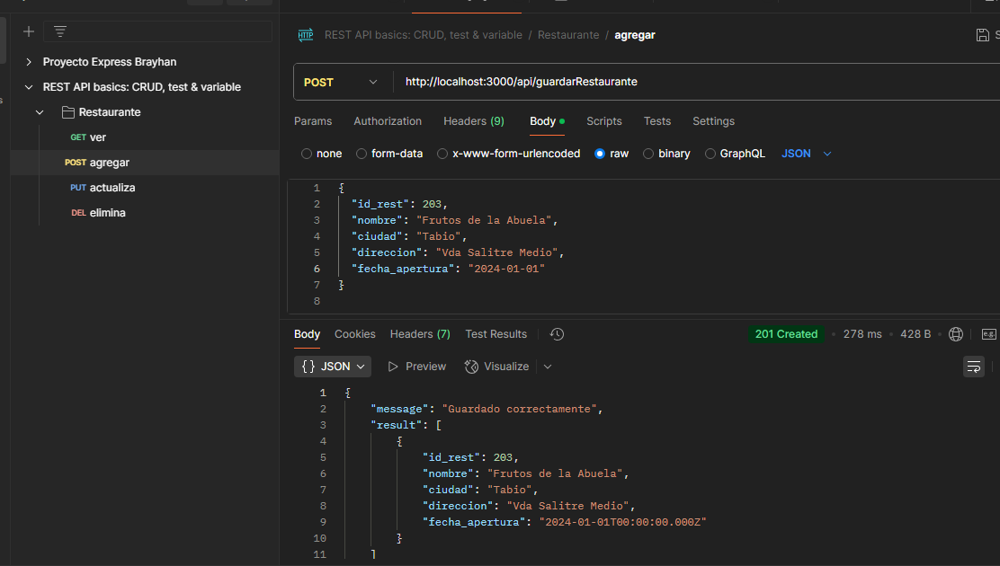 Proyecto Express Brayhan
REST API basics: CRUD, test & variable
Restaurante
GET ver
POST agregar
PUT actualiza
DEL elimina
HTTP REST API basics: CRUD, test & variable / Restaurante / agregar
POST http://localhost:3000/api/guardarRestaurante
Params Authorization Headers (9) Body Scripts Tests Settings
none form-data x-www-form-urlencoded raw binary GraphQL JSON
1 {
2 "id_rest": 203,
3 "nombre": "Frutos de la Abuela",
4 "ciudad": "Tabio",
5 "direccion": "Vda Salitre Medio",
6 "fecha_apertura": "2024-01-01"
7 }
8
Body Cookies Headers (7) Test Results 201 Created 278 ms 428 B e.g.
{} JSON Preview Visualize
1 {
2 "message": "Guardado correctamente",
3 "result": [
4 {
5 "id_rest": 203,
6 "nombre": "Frutos de la Abuela",
7 "ciudad": "Tabio",
8 "direccion": "Vda Salitre Medio",
9 "fecha_apertura": "2024-01-01T00:00:00.000Z"
10 }
11 ]